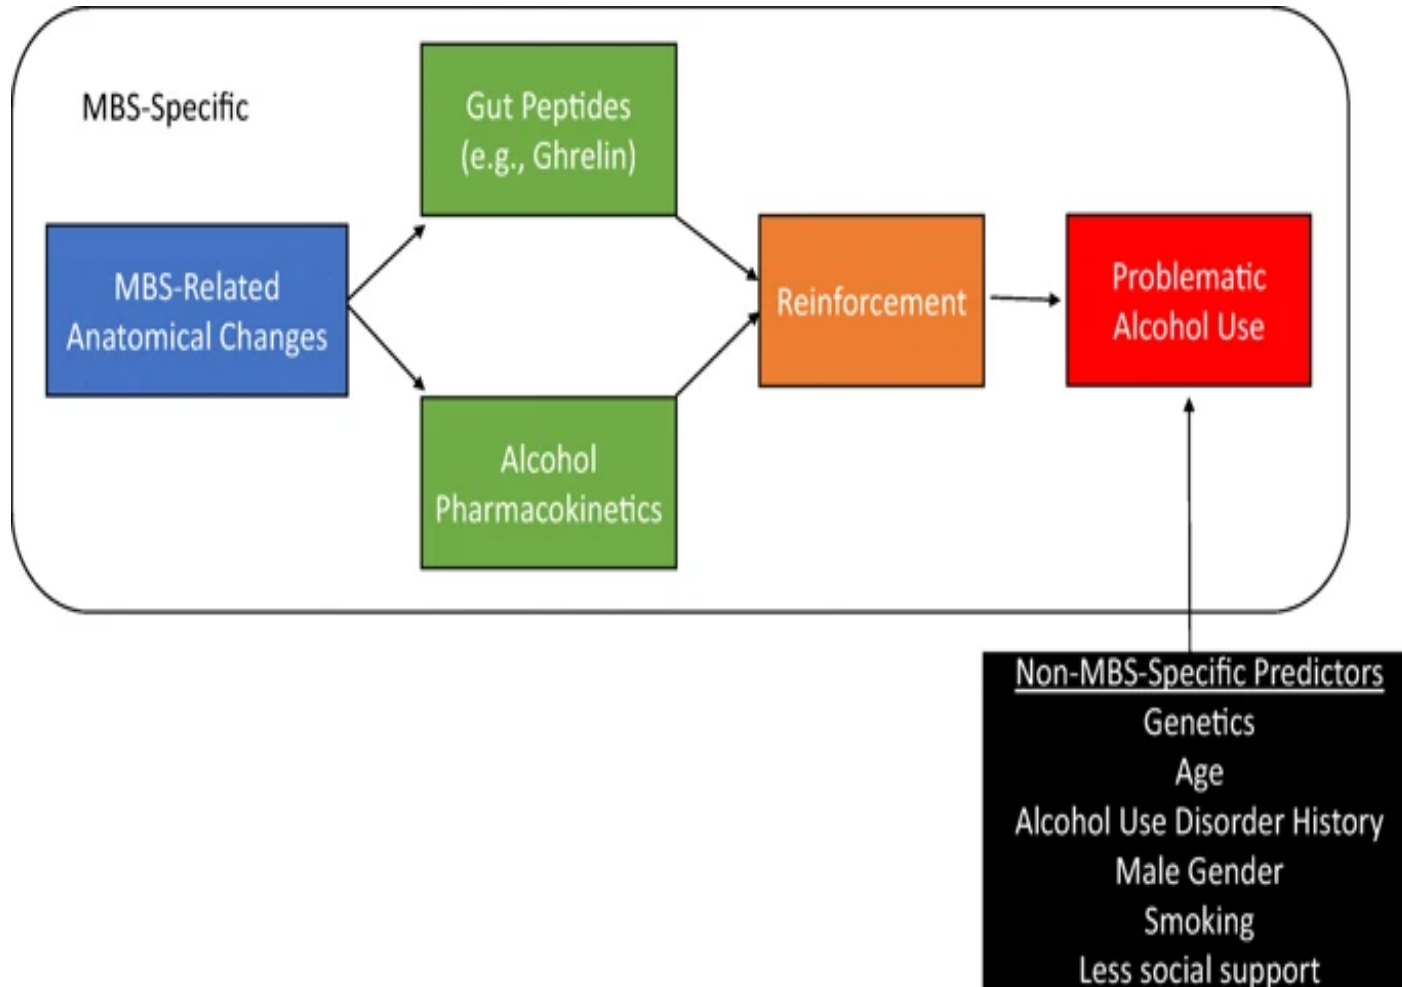 MBS-Specific
Gut Peptides
(e.g., Ghrelin)
MBS-Related
Anatomical Changes
Alcohol
Pharmacokinetics
Reinforcement
Problematic
Alcohol Use
Non-MBS-Specific Predictors
Genetics
Age
Alcohol Use Disorder History
Male Gender
Smoking
Less social support